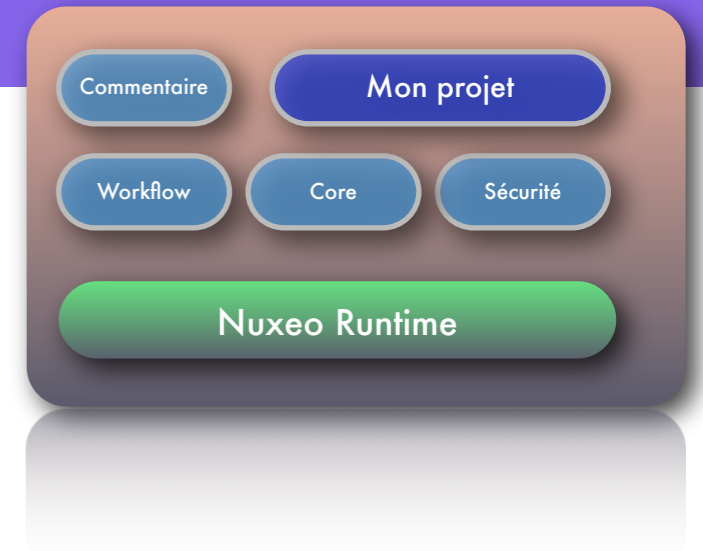 Commentaire
Mon projet
Workflow
Core
Sécurité
Nuxeo Runtime